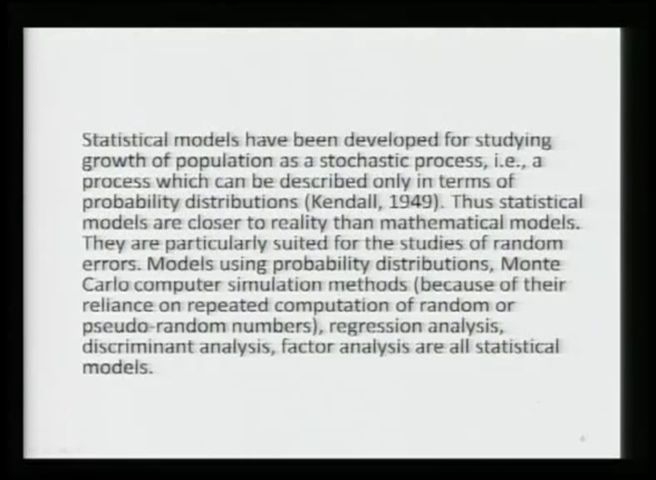 Statistical models have been developed for studying
growth of population as a stochastic process, i.e., a
process which can be described only in terms of
probability distributions (Kendall, 1949). Thus statistical
models are closer to reality than mathematical models.
They are particularly suited for the studies of random
errors. Models using probability distributions, Monte
Carlo computer simulation methods (because of their
reliance on repeated computation of random or
pseudo-random numbers), regression analysis,
discriminant analysis, factor analysis are all statistical
models.